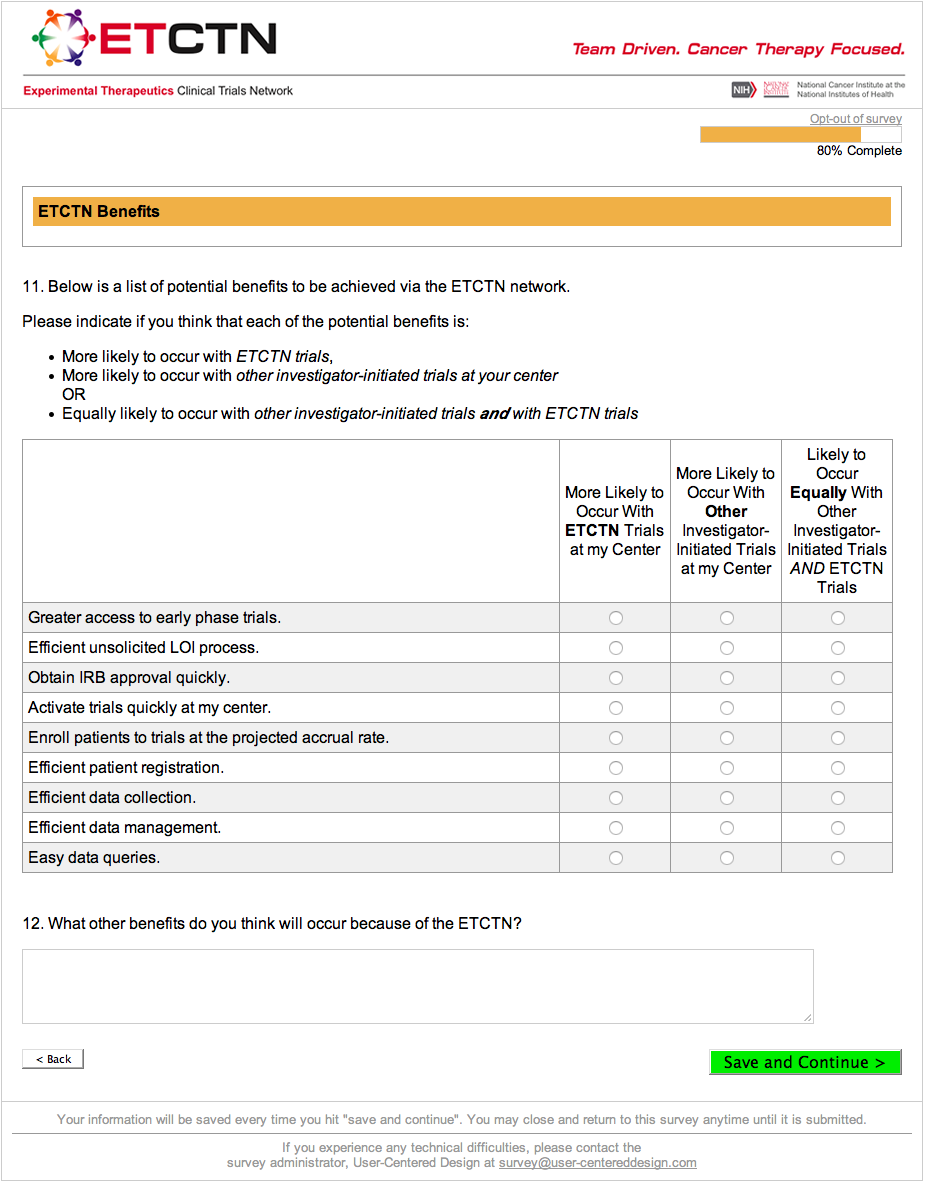 ETCTN
Team Driven. Cancer Therapy Focused.
Experimental Therapeutics Clinical Trials Network
NIH
NATIONAL
CANCER
INSTITUTE
National Cancer Institute at the
National Institutes of Health
Opt-out of survey
80% Complete
ETCTN Benefits
11. Below is a list of potential benefits to be achieved via the ETCTN network.
Please indicate if you think that each of the potential benefits is:
• More likely to occur with ETCTN trials,
• More likely to occur with other investigator-initiated trials at your center
OR
• Equally likely to occur with other investigator-initiated trials and with ETCTN trials
More Likely to
Occur With
ETCTN Trials
at my Center
More Likely to
Occur With
Other
Investigator-
Initiated Trials
at my Center
Likely to
Occur
Equally With
Other
Investigator-
Initiated Trials
AND ETCTN
Trials
Greater access to early phase trials.
Efficient unsolicited LOI process.
Obtain IRB approval quickly.
Activate trials quickly at my center.
Enroll patients to trials at the projected accrual rate.
Efficient patient registration.
Efficient data collection.
Efficient data management.
Easy data queries.
12. What other benefits do you think will occur because of the ETCTN?
< Back
Save and Continue >
Your information will be saved every time you hit "save and continue". You may close and return to this survey anytime until it is submitted.
If you experience any technical difficulties, please contact the
survey administrator, User-Centered Design at survey@user-centereddesign.com